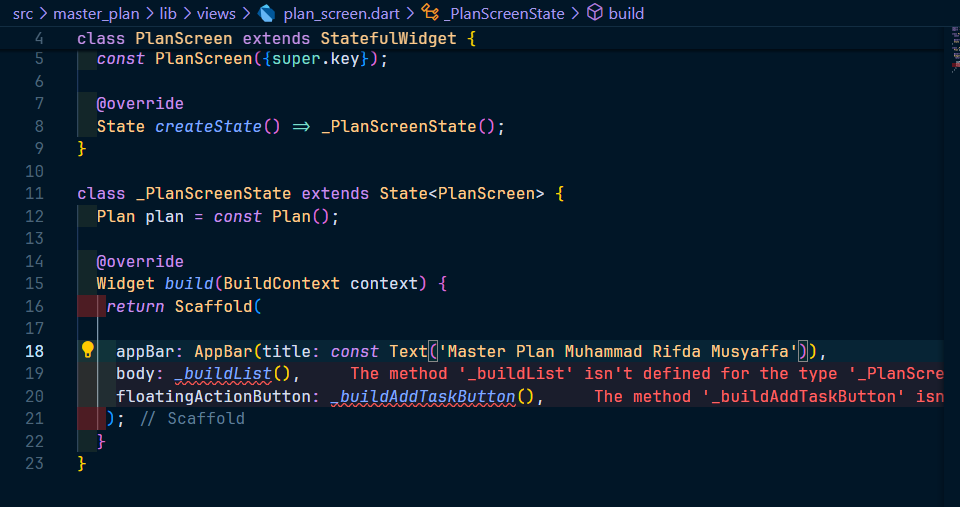 src > master_plan > lib > views > plan_screen.dart > _PlanScreenState > build
4 class PlanScreen extends StatefulWidget {
5 const PlanScreen({super.key});
6
7 @override
8 State createState() => _PlanScreenState();
9 }
10
11 class _PlanScreenState extends State<PlanScreen> {
12 Plan plan = const Plan();
13
14 @override
15 Widget build(BuildContext context) {
16 return Scaffold(
17
18 appBar: AppBar(title: const Text('Master Plan Muhammad Rifda Musyaffa')),
19 body: _buildList(), The method '_buildList' isn't defined for the type '_PlanScre
20 floatingActionButton: _buildAddTaskButton(), The method '_buildAddTaskButton' isn
21 ); // Scaffold
22 }
23 }